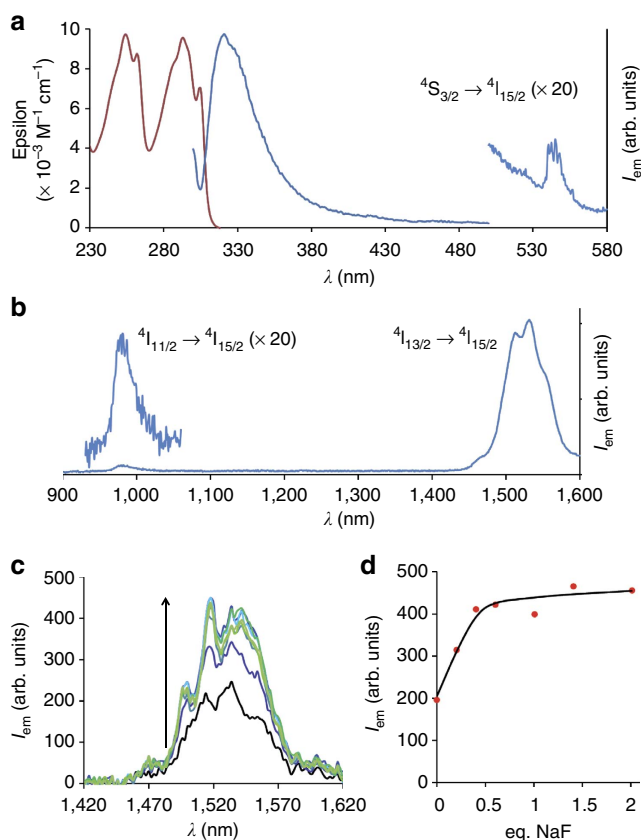 a
10
8
6
4
2
0
Epsilon
(× 10⁻³ M⁻¹ cm⁻¹)
⁴S₃/₂ → ⁴I₁₅/₂ (× 20)
I_em (arb. units)
230 280 330 380 430 480 530 580
λ (nm)
b
⁴I₁₁/₂ → ⁴I₁₅/₂ (× 20)
⁴I₁₃/₂ → ⁴I₁₅/₂
I_em (arb. units)
900 1,000 1,100 1,200 1,300 1,400 1,500 1,600
λ (nm)
c
500
400
300
200
100
0
I_em (arb. units)
1,420 1,470 1,520 1,570 1,620
λ (nm)
d
500
400
300
200
100
0
I_em (arb. units)
0 0.5 1 1.5 2
eq. NaF